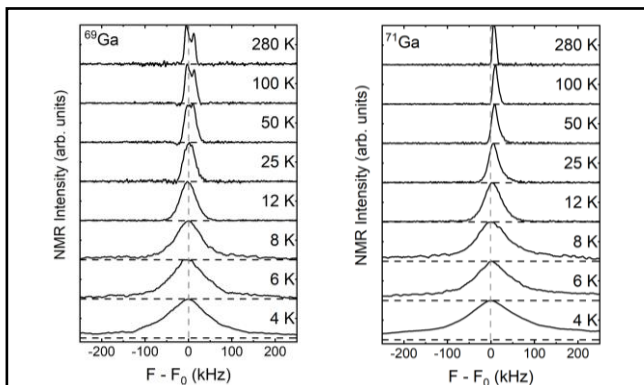 ⁶⁹Ga
280 K
100 K
50 K
25 K
12 K
8 K
6 K
4 K
NMR Intensity (arb. units)
-200 -100 0 100 200
F - F₀ (kHz)
⁷¹Ga
280 K
100 K
50 K
25 K
12 K
8 K
6 K
4 K
NMR Intensity (arb. units)
-200 -100 0 100 200
F - F₀ (kHz)